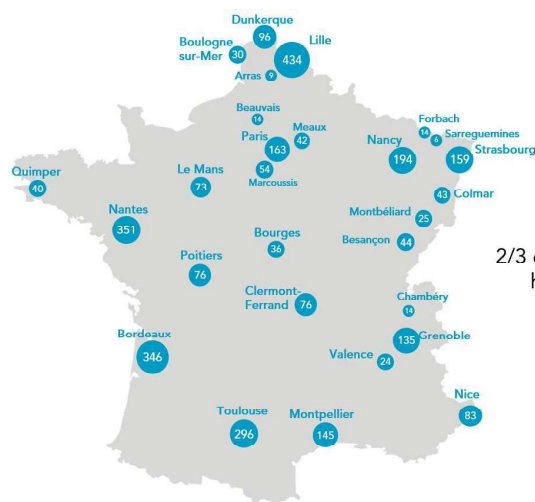 Dunkerque
96
Boulogne
sur-Mer
30
Lille
434
Arras
9
Beauvais
14
Paris
163
Meaux
42
54
Marcoussis
Forbach
14
Sarreguemines
6
Nancy
194
Strasbourg
159
Quimper
40
Le Mans
73
Colmar
43
Nantes
351
Montbéliard
25
Bourges
36
Besançon
44
2/3
h
Poitiers
76
Clermont-
Ferrand
76
Chambéry
14
Bordeaux
346
Grenoble
135
Valence
24
Nice
83
Toulouse
296
Montpellier
145